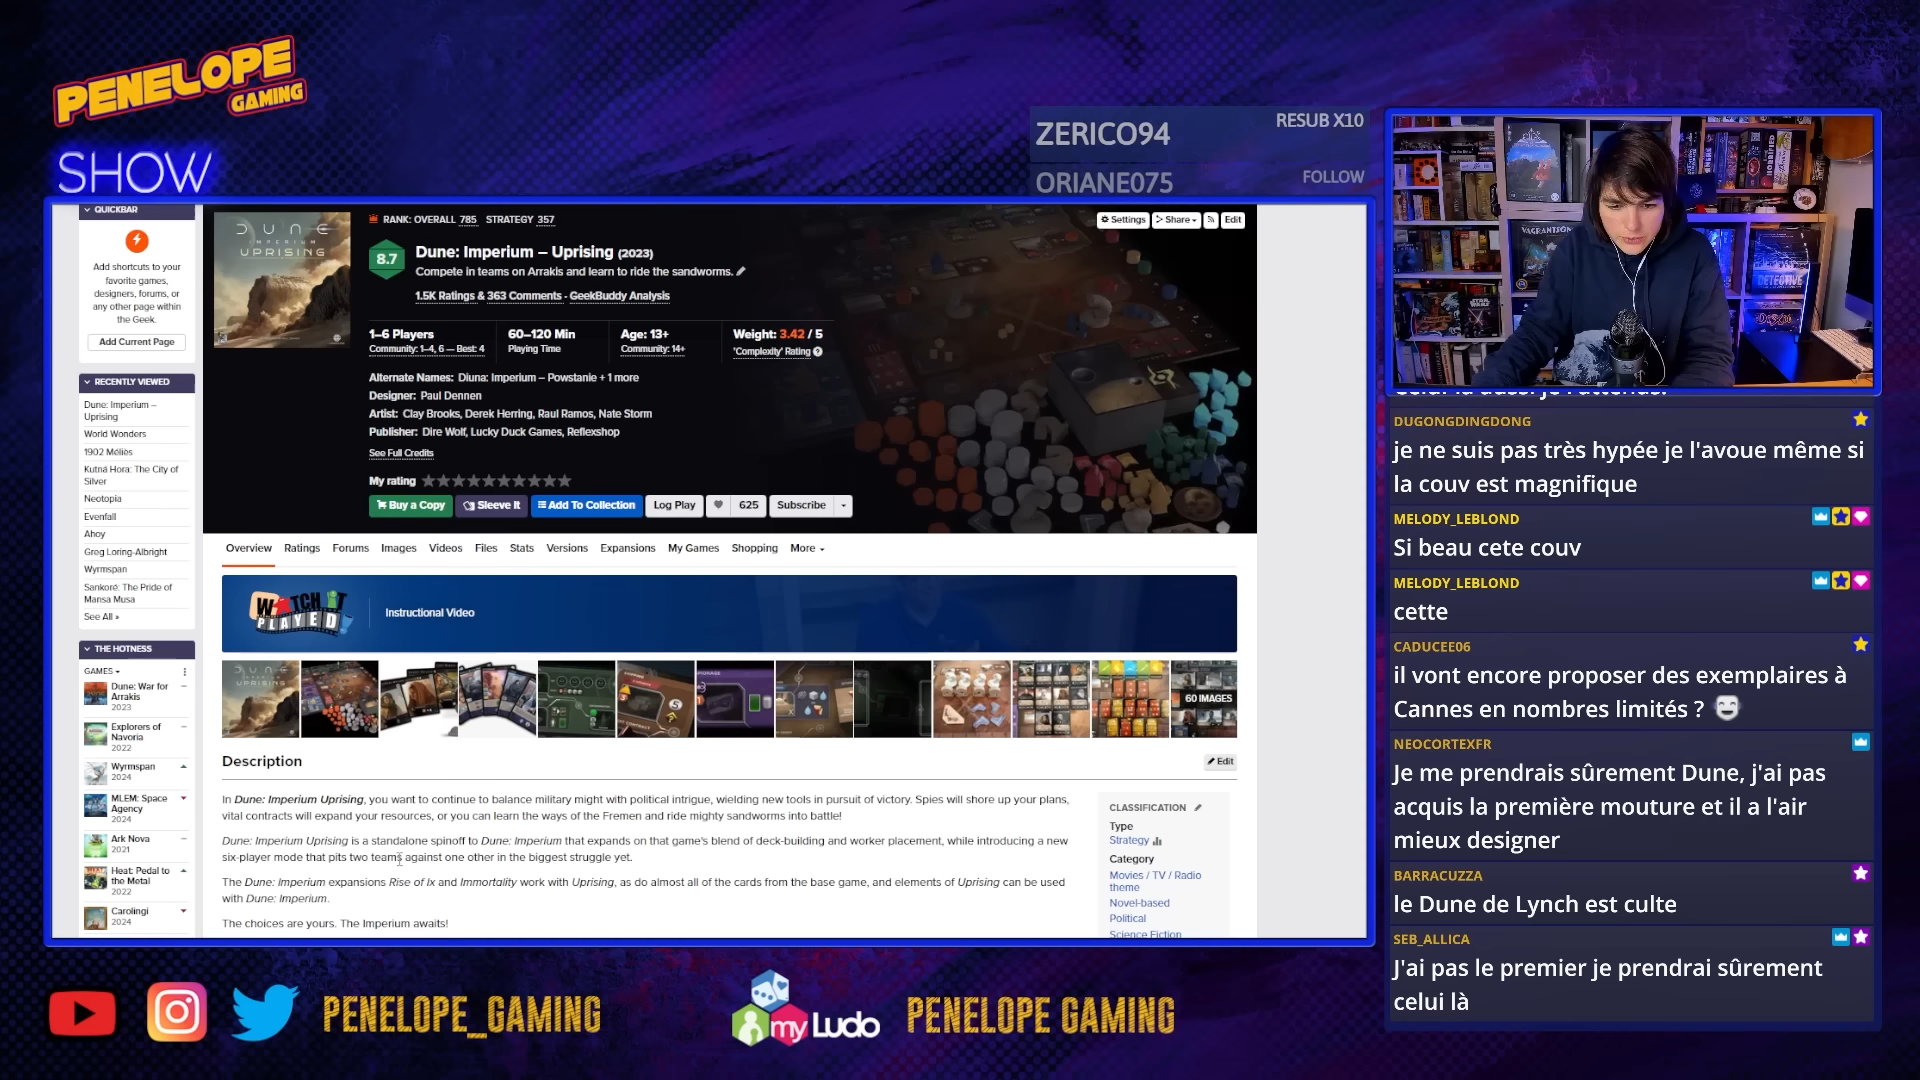 PENELOPE
GAMING
SHOW
ZERICO94
RESUB X10
ORIANE075
FOLLOW
QUICKBAR
Add shortcuts to your
favorite games,
designers, forums, or
any other page within
the Geek.
Add Current Page
RECENTLY VIEWED
Dune: Imperium –
Uprising
World Wonders
1902 Méliès
Kutná Hora: The City of
Silver
Neotopia
Evenfall
Ahoy
Greg Loring-Albright
Wyrmspan
Sankoré: The Pride of
Mansa Musa
See All »
THE HOTNESS
GAMES
Dune: War for
Arrakis
2023
Explorers of
Navoria
2022
Wyrmspan
2024
MLEM: Space
Agency
2024
Ark Nova
2021
Heat: Pedal to
the Metal
2022
Carolingi
2024
DUNE
IMPERIUM
UPRISING
RANK: OVERALL 785 STRATEGY 357
Settings
Share
Edit
8.7
Dune: Imperium – Uprising (2023)
Compete in teams on Arrakis and learn to ride the sandworms.
1.5K Ratings & 363 Comments · GeekBuddy Analysis
1–6 Players
Community: 1–4, 6 — Best: 4
60–120 Min
Playing Time
Age: 13+
Community: 14+
Weight: 3.42 / 5
'Complexity' Rating
Alternate Names: Diuna: Imperium – Powstanie + 1 more
Designer: Paul Dennen
Artist: Clay Brooks, Derek Herring, Raul Ramos, Nate Storm
Publisher: Dire Wolf, Lucky Duck Games, Reflexshop
See Full Credits
My rating
Buy a Copy
Sleeve It
Add To Collection
Log Play
625
Subscribe
Overview Ratings Forums Images Videos Files Stats Versions Expansions My Games Shopping More
WATCH IT
PLAYED
Instructional Video
60 IMAGES
Description
Edit
In Dune: Imperium Uprising, you want to continue to balance military might with political intrigue, wielding new tools in pursuit of victory. Spies will shore up your plans,
vital contracts will expand your resources, or you can learn the ways of the Fremen and ride mighty sandworms into battle!
Dune: Imperium Uprising is a standalone spinoff to Dune: Imperium that expands on that game's blend of deck-building and worker placement, while introducing a new
six-player mode that pits two teams against one other in the biggest struggle yet.
The Dune: Imperium expansions Rise of Ix and Immortality work with Uprising, as do almost all of the cards from the base game, and elements of Uprising can be used
with Dune: Imperium.
The choices are yours. The Imperium awaits!
CLASSIFICATION
Type
Strategy
Category
Movies / TV / Radio
theme
Novel-based
Political
Science Fiction
VAGRANTSONG
STAR WARS
DETECTIVE
DUGONGDINGDONG
je ne suis pas très hypée je l'avoue même si
la couv est magnifique
MELODY_LEBLOND
Si beau cete couv
MELODY_LEBLOND
cette
CADUCEE06
il vont encore proposer des exemplaires à
Cannes en nombres limités ?
NEOCORTEXFR
Je me prendrais sûrement Dune, j'ai pas
acquis la première mouture et il a l'air
mieux designer
BARRACUZZA
le Dune de Lynch est culte
SEB_ALLICA
J'ai pas le premier je prendrai sûrement
celui là
PENELOPE_GAMING
my Ludo
PENELOPE GAMING